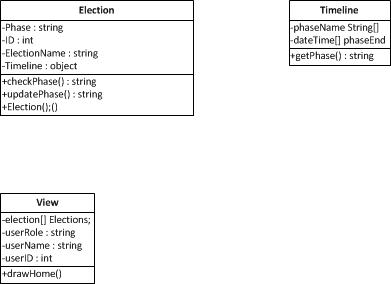 Election
-Phase : string
-ID : int
-ElectionName : string
-Timeline : object
+checkPhase() : string
+updatePhase() : string
+Election();()
Timeline
-phaseName String[]
-dateTime[] phaseEnd
+getPhase() : string
View
-election[] Elections;
-userRole : string
-userName : string
-userID : int
+drawHome()